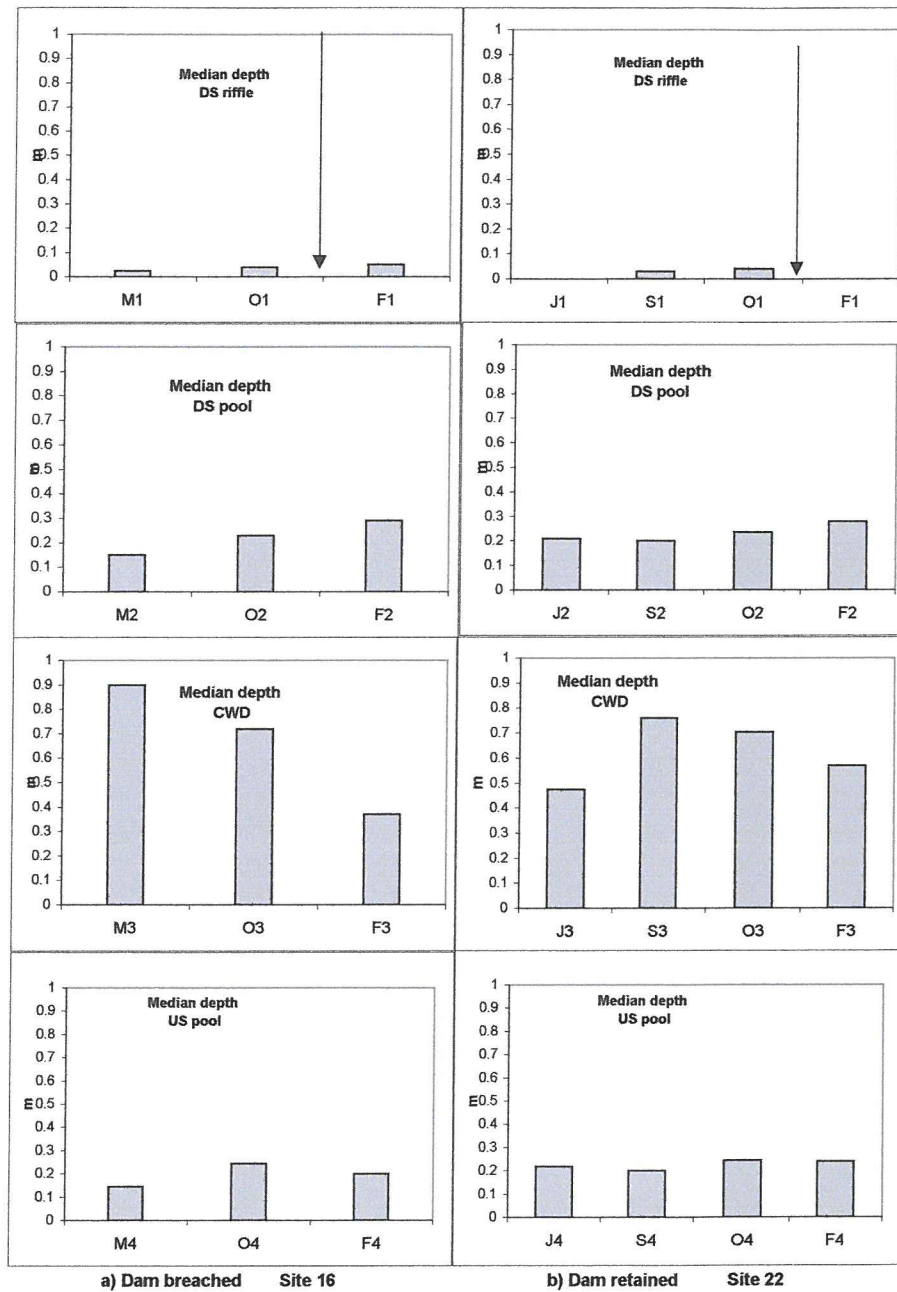 Median depth
DS riffle
m
1
0.9
0.8
0.7
0.6
0.5
0.4
0.3
0.2
0.1
0
M1 O1 F1
Median depth
DS riffle
m
1
0.9
0.8
0.7
0.6
0.5
0.4
0.3
0.2
0.1
0
J1 S1 O1 F1
Median depth
DS pool
m
1
0.9
0.8
0.7
0.6
0.5
0.4
0.3
0.2
0.1
0
M2 O2 F2
Median depth
DS pool
m
1
0.9
0.8
0.7
0.6
0.5
0.4
0.3
0.2
0.1
0
J2 S2 O2 F2
Median depth
CWD
m
1
0.9
0.8
0.7
0.6
0.5
0.4
0.3
0.2
0.1
0
M3 O3 F3
Median depth
CWD
m
1
0.9
0.8
0.7
0.6
0.5
0.4
0.3
0.2
0.1
0
J3 S3 O3 F3
Median depth
US pool
m
1
0.9
0.8
0.7
0.6
0.5
0.4
0.3
0.2
0.1
0
M4 O4 F4
Median depth
US pool
m
1
0.9
0.8
0.7
0.6
0.5
0.4
0.3
0.2
0.1
0
J4 S4 O4 F4
a) Dam breached Site 16
b) Dam retained Site 22